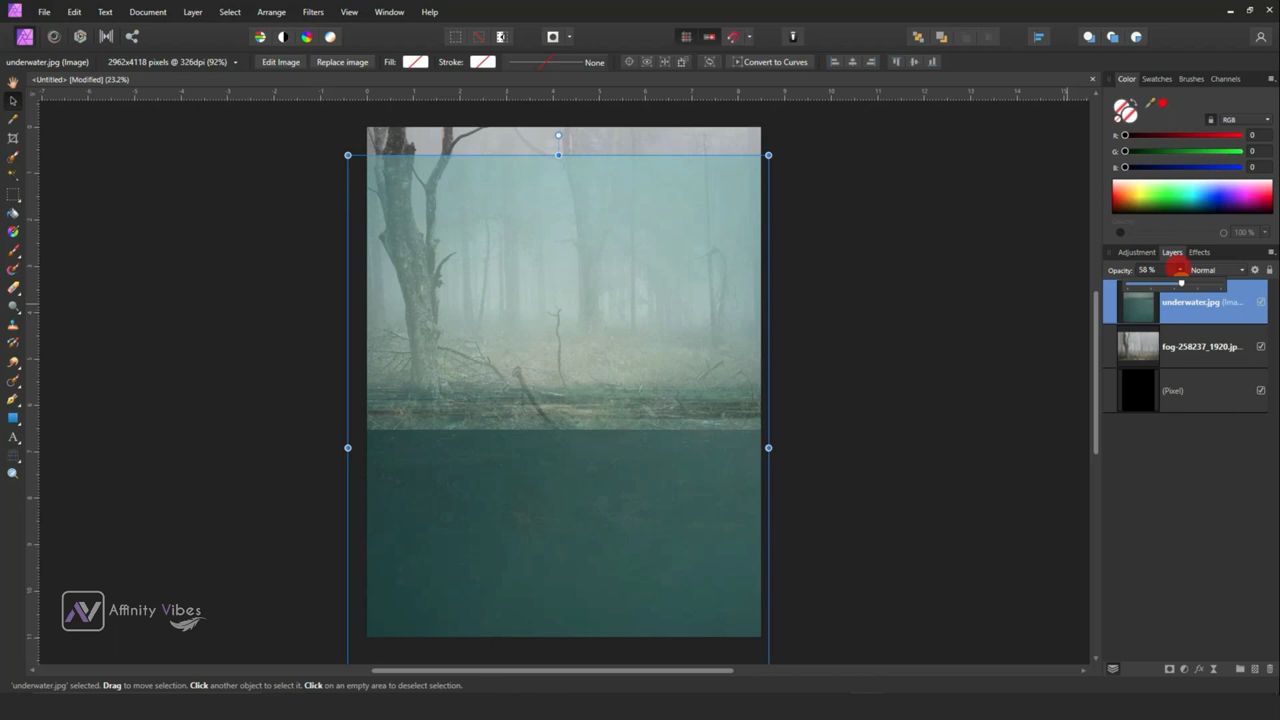 File Edit Text Document Layer Select Arrange Filters View Window Help
underwater.jpg (Image) 2962x4118 pixels @ 326dpi (92%) Edit Image Replace image Fill: Stroke: None Convert to Curves
<Untitled> [Modified] (23.2%)
Color Swatches Brushes Channels
RGB
R: 0
G: 0
B: 0
Opacity
100 %
Adjustment Layers Effects
Opacity: 58 % Normal
underwater.jpg (Ima...
fog-258237_1920.jp...
(Pixel)
AV Affinity Vibes
'underwater.jpg' selected. Drag to move selection. Click another object to select it. Click on an empty area to deselect selection.